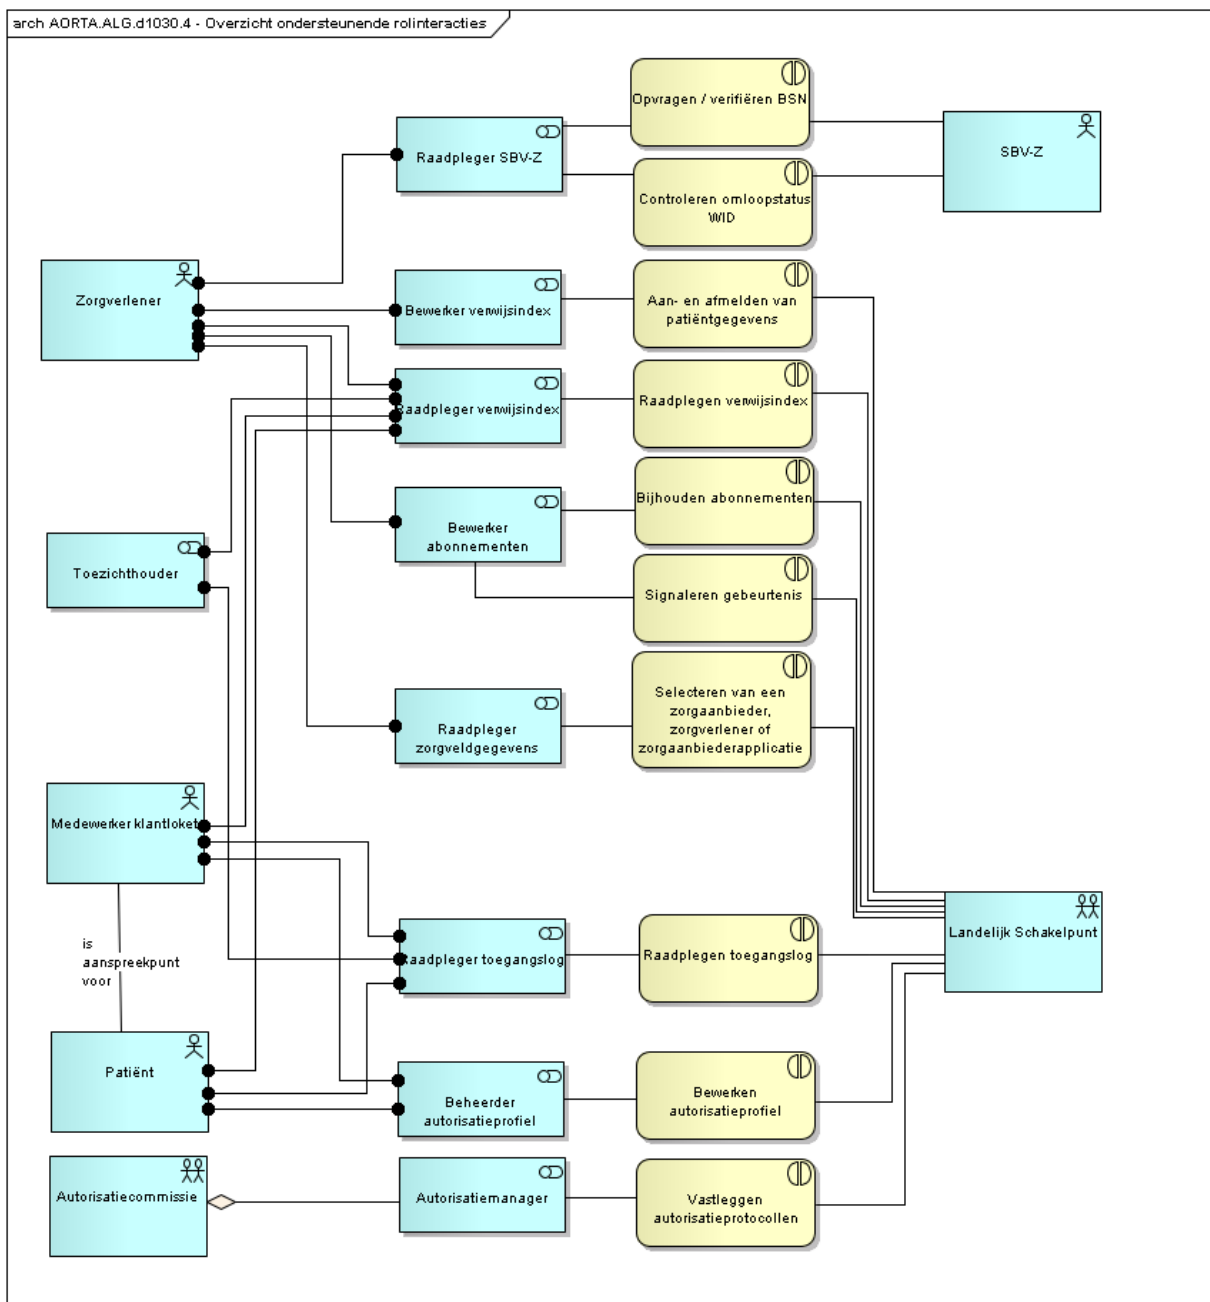 arch AORTA.ALG.d1030.4 - Overzicht ondersteunende rolinteracties
Opvragen / verifiëren BSN
Raadpleger SBV-Z
SBV-Z
Controleren omloopstatus
WID
Zorgverlener
Bewerker verwijsindex
Aan- en afmelden van
patiëntgegevens
Raadpleger verwijsindex
Raadplegen verwijsindex
Bijhouden abonnementen
Bewerker
abonnementen
Toezichthouder
Signaleren gebeurtenis
Raadpleger
zorgveldgegevens
Selecteren van een
zorgaanbieder,
zorgverlener of
zorgaanbiederapplicatie
Medewerker klantloket
is
aanspreekpunt
voor
Raadpleger toegangslog
Raadplegen toegangslog
Landelijk Schakelpunt
Patiënt
Beheerder
autorisatieprofiel
Bewerken
autorisatieprofiel
Autorisatiecommissie
Autorisatiemanager
Vastleggen
autorisatieprotocollen